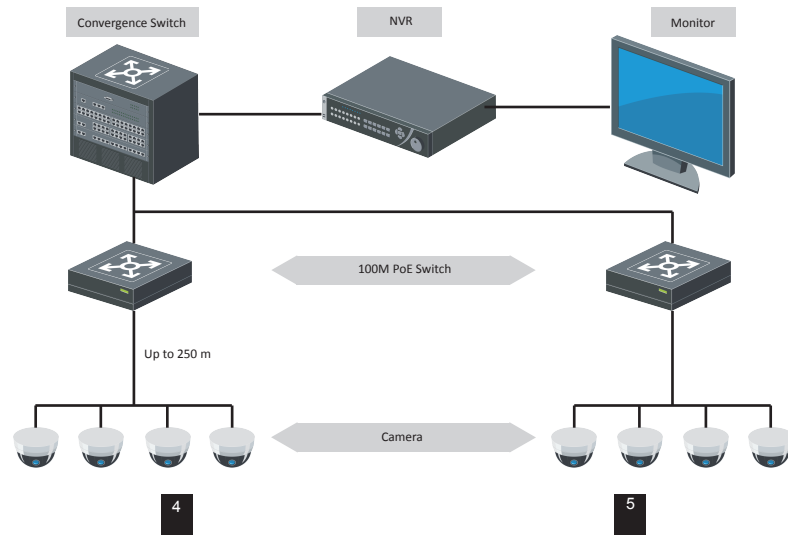 Convergence Switch
NVR
Monitor
100M PoE Switch
Up to 250 m
Camera
4
5